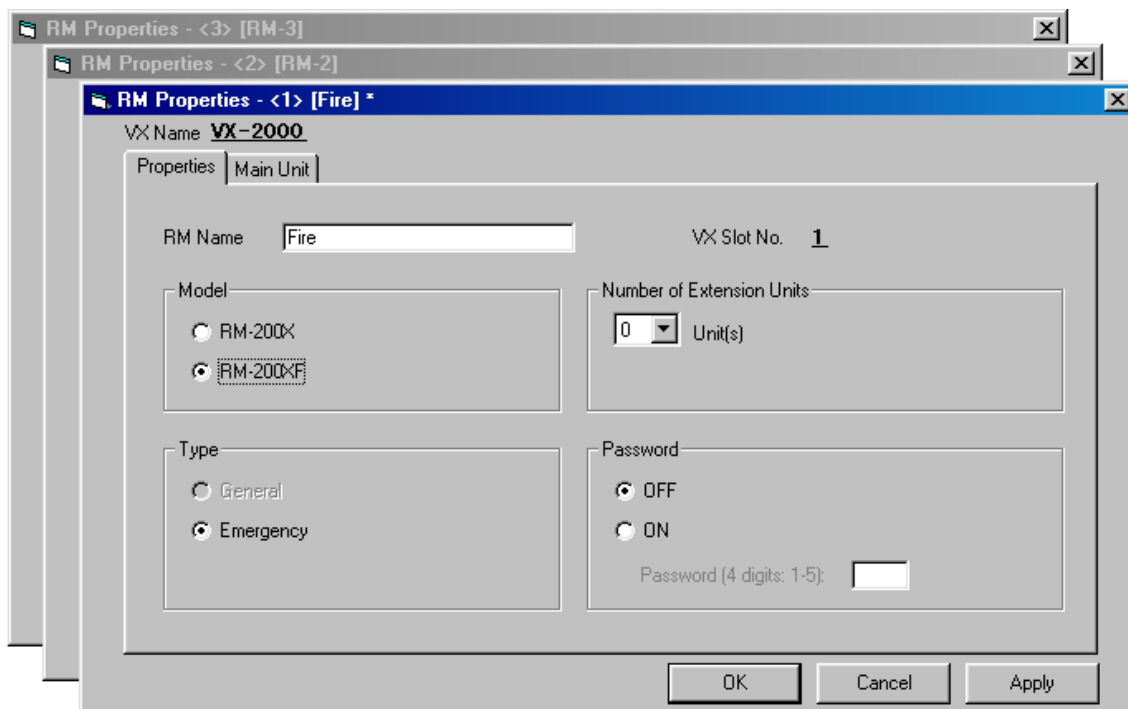 RM Properties - <3> [RM-3]
RM Properties - <2> [RM-2]
RM Properties - <1> [Fire] *
VX Name VX-2000
Properties Main Unit
RM Name Fire VX Slot No. 1
Model
RM-200X
RM-200XF
Number of Extension Units
0 Unit(s)
Type
General
Emergency
Password
OFF
ON
Password (4 digits: 1-5):
OK Cancel Apply